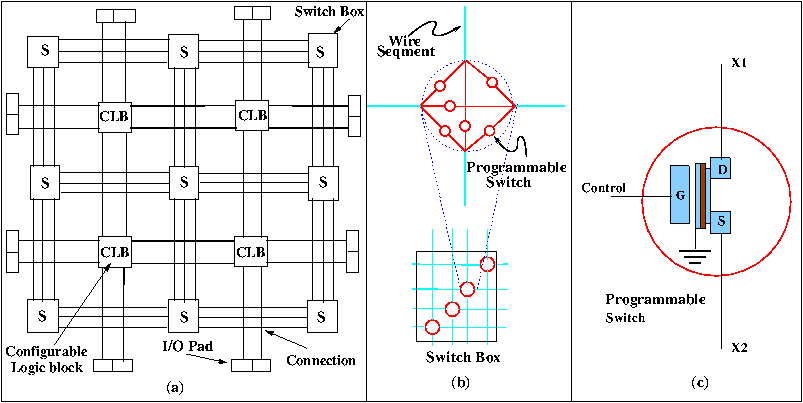 Switch Box
S
S
S
CLB
CLB
S
S
S
CLB
CLB
S
S
S
Configurable
Logic block
I/O Pad
Connection
(a)
Wire
Seqment
Programmable
Switch
Switch Box
(b)
X1
Control
G
D
S
Programmable
Switch
X2
(c)